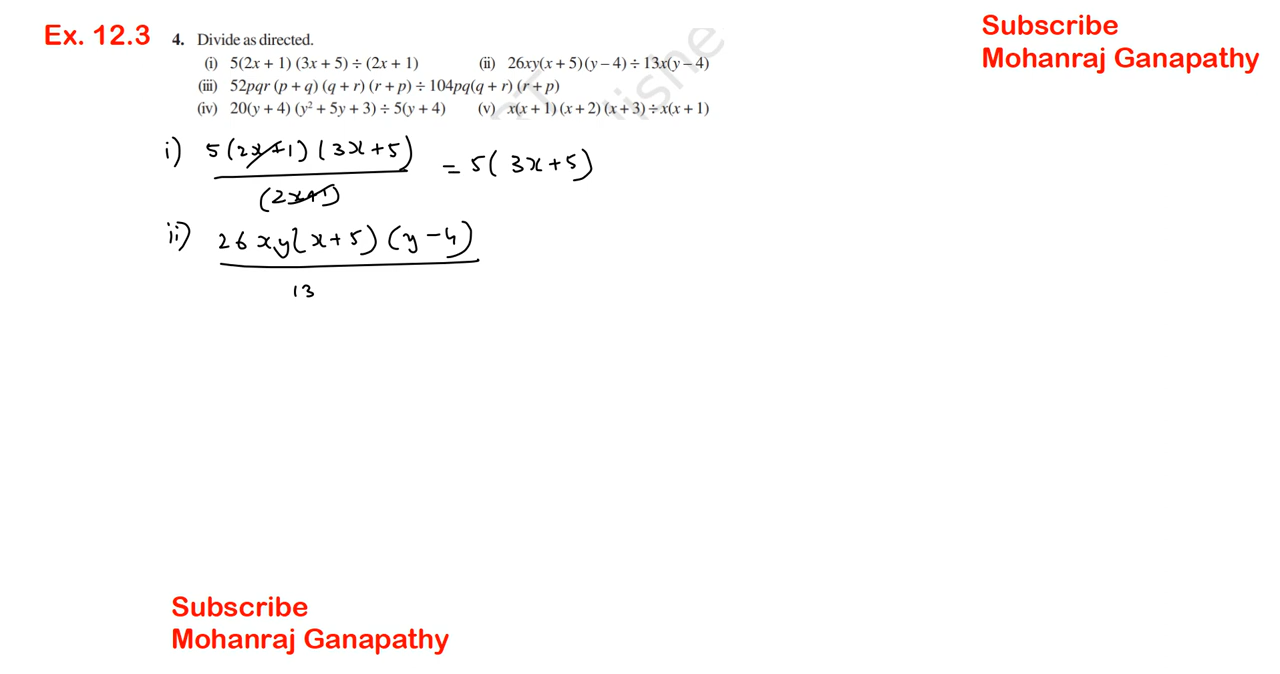 Ex. 12.3
4. Divide as directed.
(i) 5(2x + 1) (3x + 5) ÷ (2x + 1) (ii) 26xy(x + 5) (y – 4) ÷ 13x(y – 4)
(iii) 52pqr (p + q) (q + r) (r + p) ÷ 104pq(q + r) (r + p)
(iv) 20(y + 4) (y² + 5y + 3) ÷ 5(y + 4) (v) x(x + 1) (x + 2) (x + 3) ÷ x(x + 1)
Subscribe
Mohanraj Ganapathy
i) 5 (2x+1) (3x+5)
(2x+1)
= 5( 3x+5)
ii) 26 xy(x+5) (y-4)
13
Subscribe
Mohanraj Ganapathy